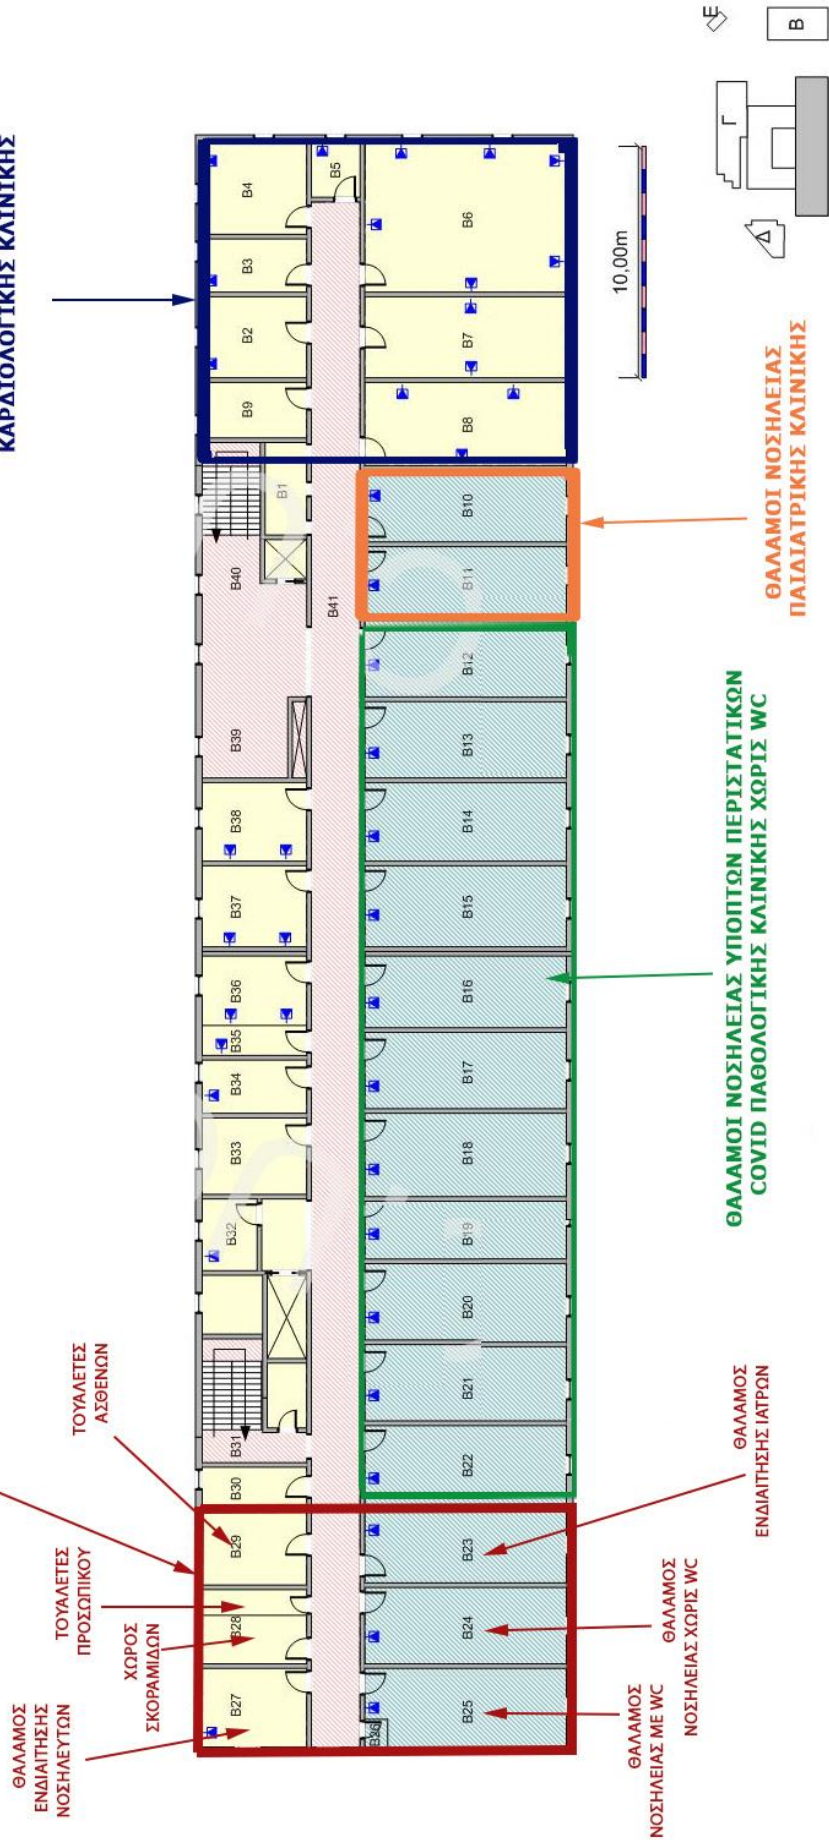 ΚΑΡΔΙΟΛΟΓΙΚΗΣ ΚΛΙΝΙΚΗΣ
Ε
Β
Γ
Δ
10,00m
B4
B3
B2
B9
B5
B6
B7
B8
B1
B40
B41
B39
B10
B11
B12
B13
B14
B15
B16
B17
B18
B19
B20
B21
B22
B23
B24
B25
B26
B38
B37
B36
B35
B34
B33
B32
B31
B30
B29
B28
B27
ΘΑΛΑΜΟΙ ΝΟΣΗΛΕΙΑΣ
ΠΑΙΔΙΑΤΡΙΚΗΣ ΚΛΙΝΙΚΗΣ
ΘΑΛΑΜΟΙ ΝΟΣΗΛΕΙΑΣ ΥΠΟΠΤΩΝ ΠΕΡΙΣΤΑΤΙΚΩΝ
COVID ΠΑΘΟΛΟΓΙΚΗΣ ΚΛΙΝΙΚΗΣ ΧΩΡΙΣ WC
ΤΟΥΑΛΕΤΕΣ
ΑΣΘΕΝΩΝ
ΤΟΥΑΛΕΤΕΣ
ΠΡΟΣΩΠΙΚΟΥ
ΧΩΡΟΣ
ΣΚΟΡΑΜΙΔΩΝ
ΘΑΛΑΜΟΣ
ΕΝΔΙΑΙΤΗΣΗΣ
ΝΟΣΗΛΕΥΤΩΝ
ΘΑΛΑΜΟΣ
ΕΝΔΙΑΙΤΗΣΗΣ ΙΑΤΡΩΝ
ΘΑΛΑΜΟΣ
ΝΟΣΗΛΕΙΑΣ ΧΩΡΙΣ WC
ΘΑΛΑΜΟΣ
ΝΟΣΗΛΕΙΑΣ ΜΕ WC